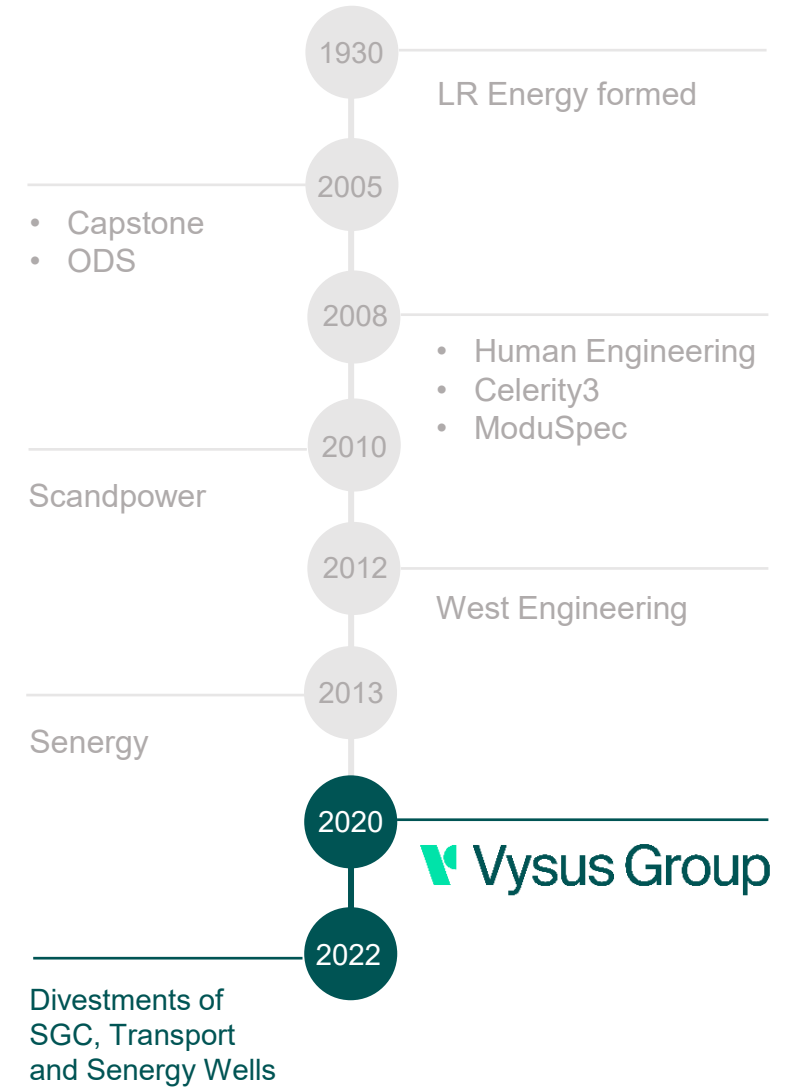 1930
LR Energy formed
2005
• Capstone
• ODS
2008
• Human Engineering
• Celerity3
• ModuSpec
2010
Scandpower
2012
West Engineering
2013
Senergy
2020
Vysus Group
2022
Divestments of
SGC, Transport
and Senergy Wells